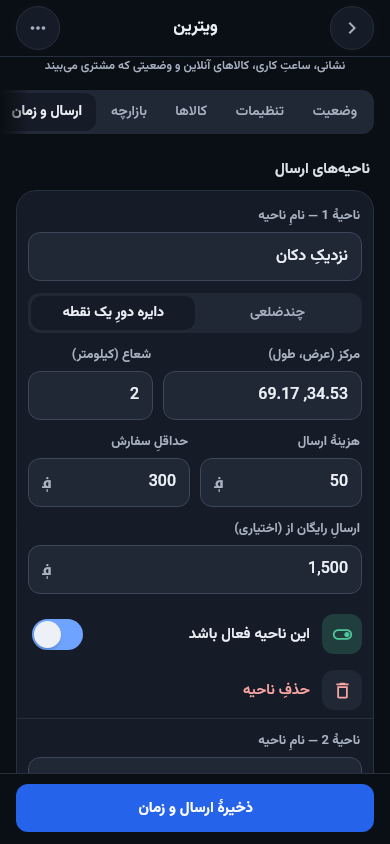 ویترین
نشانی، ساعتِ کاری، کالاهای آنلاین و وضعیتی که مشتری می‌بیند
وضعیت تنظیمات کالاها بازارچه ارسال و زمان
ناحیه‌های ارسال
ناحیهٔ 1 — نامِ ناحیه
نزدیکِ دکان
چندضلعی دایره دورِ یک نقطه
مرکز (عرض، طول) شعاع (کیلومتر)
34.53, 69.17 2
هزینهٔ ارسال حداقلِ سفارش
50 ؋ 300 ؋
ارسالِ رایگان از (اختیاری)
1,500 ؋
این ناحیه فعال باشد
حذفِ ناحیه
ناحیهٔ 2 — نامِ ناحیه
ذخیرهٔ ارسال و زمان